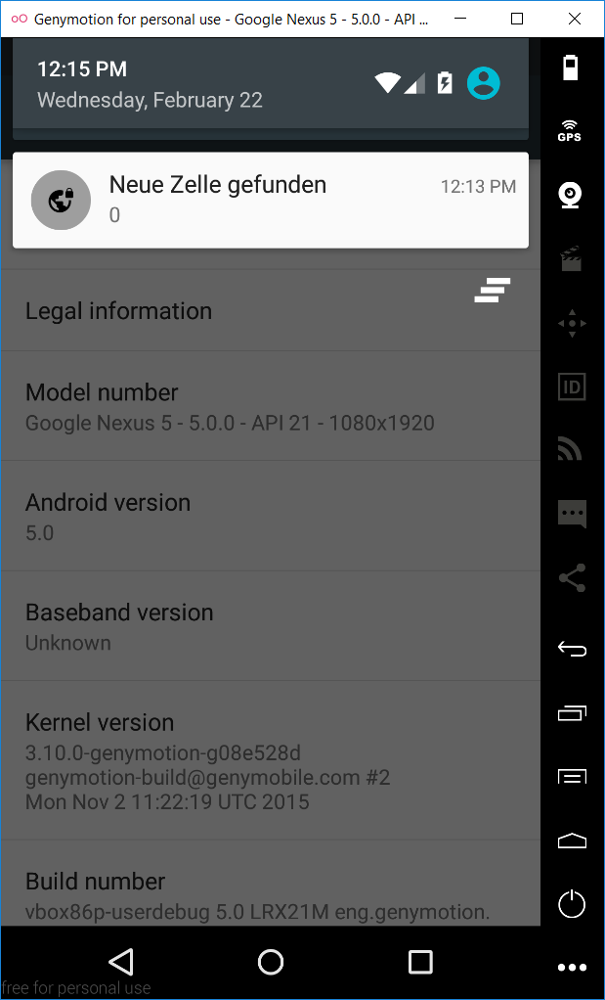 Genymotion for personal use - Google Nexus 5 - 5.0.0 - API ...
12:15 PM
Wednesday, February 22
GPS
Neue Zelle gefunden
12:13 PM
0
Legal information
Model number
Google Nexus 5 - 5.0.0 - API 21 - 1080x1920
ID
Android version
5.0
Baseband version
Unknown
Kernel version
3.10.0-genymotion-g08e528d
genymotion-build@genymobile.com #2
Mon Nov 2 11:22:19 UTC 2015
Build number
vbox86p-userdebug 5.0 LRX21M eng.genymotion.
free for personal use